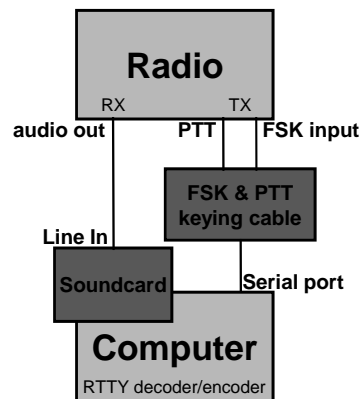 Radio
RX TX
audio out PTT FSK input
FSK & PTT
keying cable
Line In
Soundcard Serial port
Computer
RTTY decoder/encoder